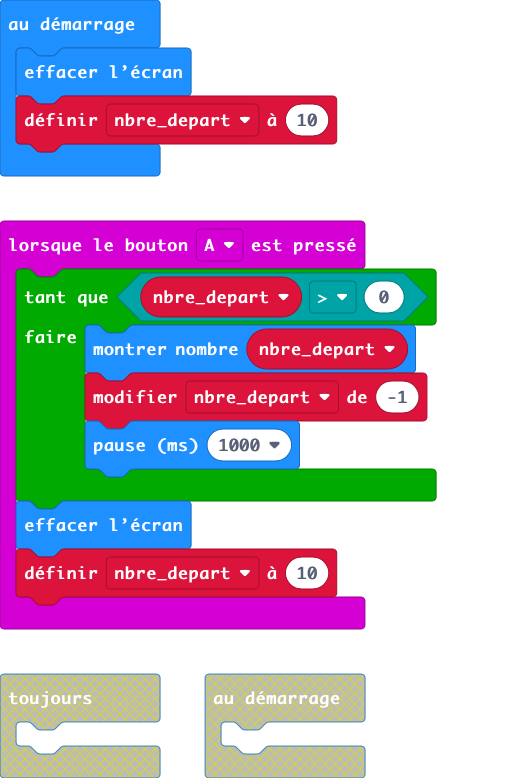 au démarrage
effacer l’écran
définir nbre_depart à 10
lorsque le bouton A est pressé
tant que nbre_depart > 0
faire
montrer nombre nbre_depart
modifier nbre_depart de -1
pause (ms) 1000
effacer l’écran
définir nbre_depart à 10
toujours
au démarrage